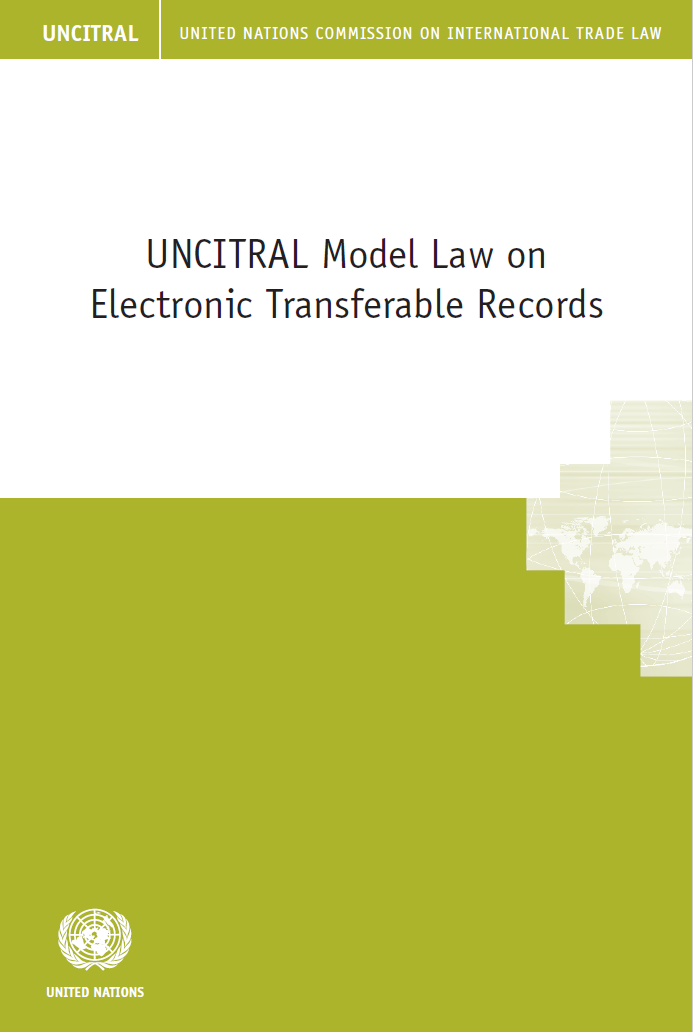 UNCITRAL
UNITED NATIONS COMMISSION ON INTERNATIONAL TRADE LAW
UNCITRAL Model Law on
Electronic Transferable Records
UNITED NATIONS